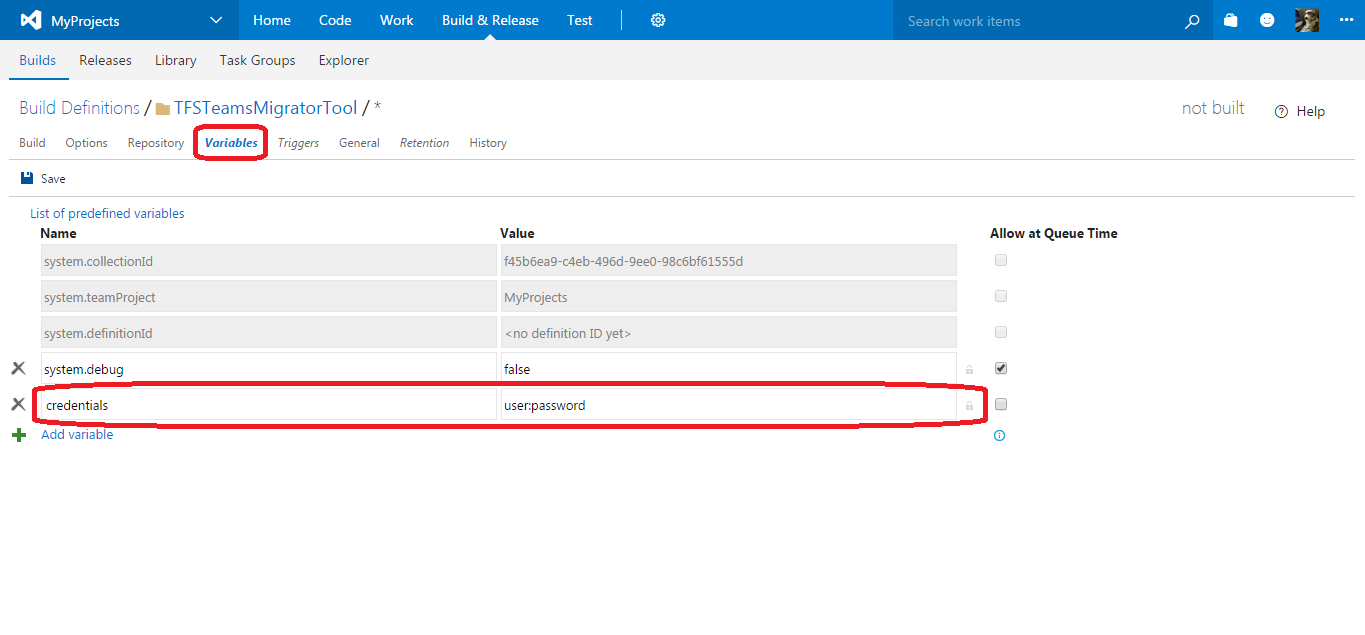 MyProjects Home Code Work Build & Release Test Search work items
Builds Releases Library Task Groups Explorer
Build Definitions / TFSTeamsMigratorTool / * not built Help
Build Options Repository Variables Triggers General Retention History
Save
List of predefined variables
Name Value Allow at Queue Time
system.collectionId f45b6ea9-c4eb-496d-9ee0-98c6bf61555d
system.teamProject MyProjects
system.definitionId <no definition ID yet>
system.debug false
credentials user:password
Add variable